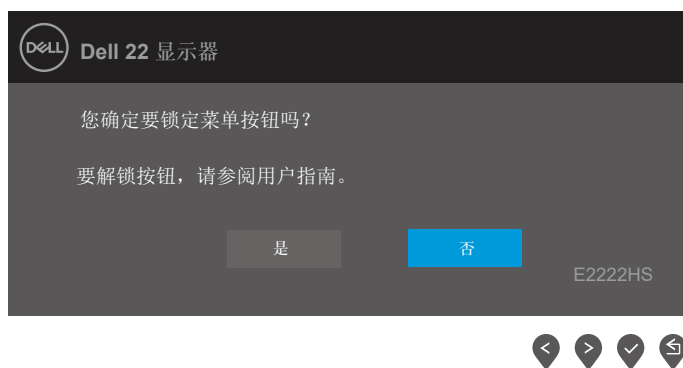 DELL
Dell 22 显示器
您确定要锁定菜单按钮吗？
要解锁按钮，请参阅用户指南。
是 否
E2222HS